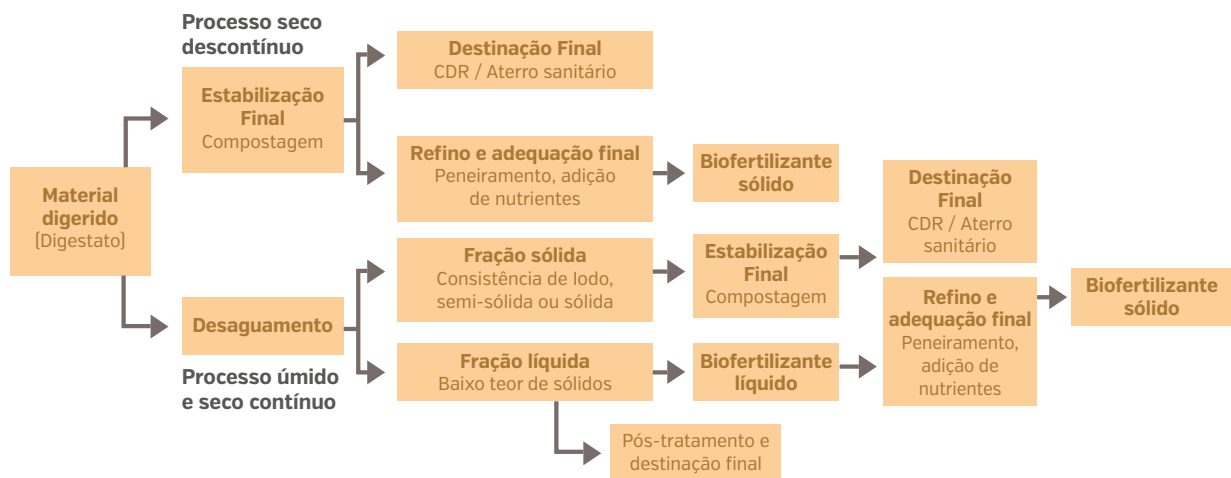 Processo seco
descontínuo
Destinação Final
CDR / Aterro sanitário
Estabilização
Final
Compostagem
Refino e adequação final
Peneiramento, adição
de nutrientes
Biofertilizante
sólido
Destinação
Final
CDR / Aterro
sanitário
Material
digerido
(Digestato)
Fração sólida
Consistência de lodo,
semi-sólida ou sólida
Estabilização
Final
Compostagem
Refino e
adequação final
Peneiramento,
adição de
nutrientes
Biofertilizante
sólido
Desaguamento
Fração líquida
Baixo teor de sólidos
Biofertilizante
líquido
Processo úmido
e seco contínuo
Pós-tratamento e
destinação final